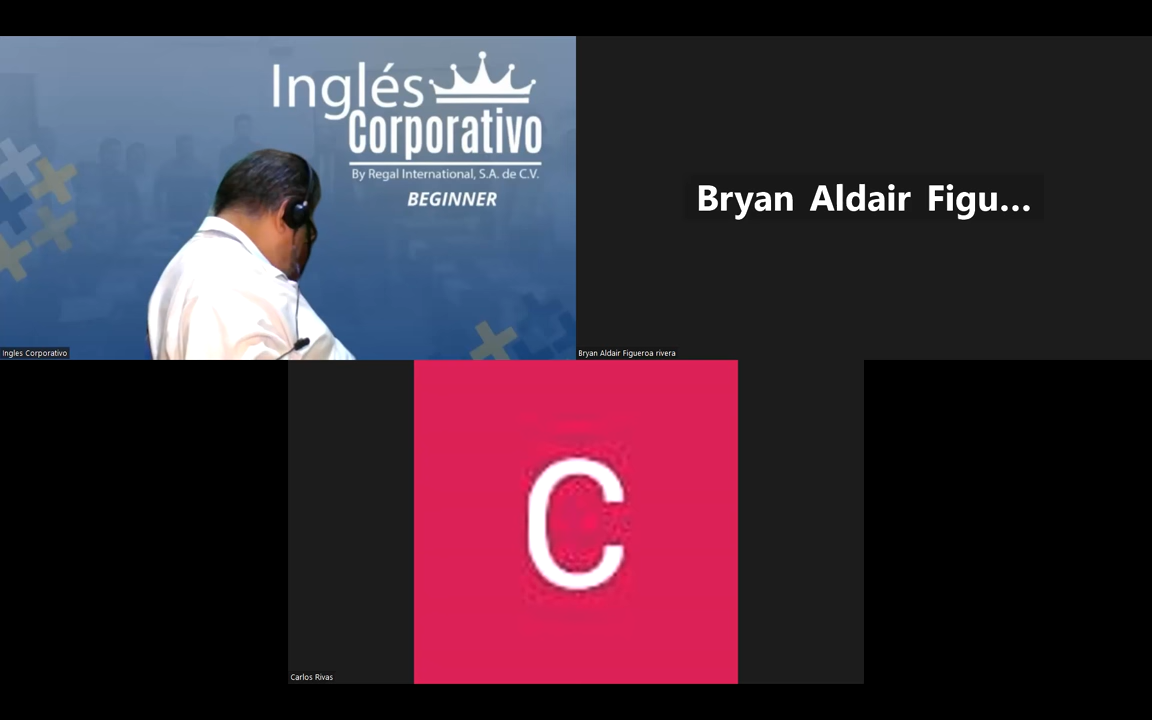 Inglés
Corporativo
By Regal International, S.A. de C.V.
BEGINNER
Ingles Corporativo
Bryan Aldair Figu...
Bryan Aldair Figueroa rivera
C
Carlos Rivas